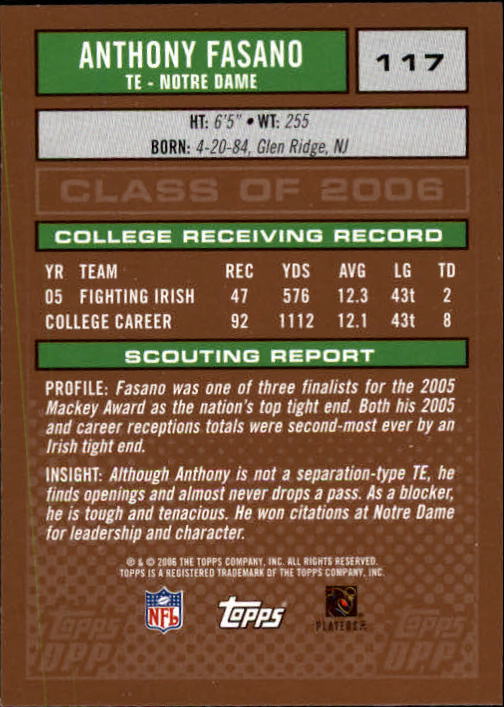 ANTHONY FASANO
TE - NOTRE DAME
117
HT: 6'5" • WT: 255
BORN: 4-20-84, Glen Ridge, NJ
CLASS OF 2006
COLLEGE RECEIVING RECORD
YR TEAM REC YDS AVG LG TD
05 FIGHTING IRISH 47 576 12.3 43t 2
COLLEGE CAREER 92 1112 12.1 43t 8
SCOUTING REPORT
PROFILE: Fasano was one of three finalists for the 2005
Mackey Award as the nation's top tight end. Both his 2005
and career receptions totals were second-most ever by an
Irish tight end.
INSIGHT: Although Anthony is not a separation-type TE, he
finds openings and almost never drops a pass. As a blocker,
he is tough and tenacious. He won citations at Notre Dame
for leadership and character.
® & © 2006 THE TOPPS COMPANY, INC. ALL RIGHTS RESERVED.
TOPPS IS A REGISTERED TRADEMARK OF THE TOPPS COMPANY, INC.
NFL
Topps
PLAYERS